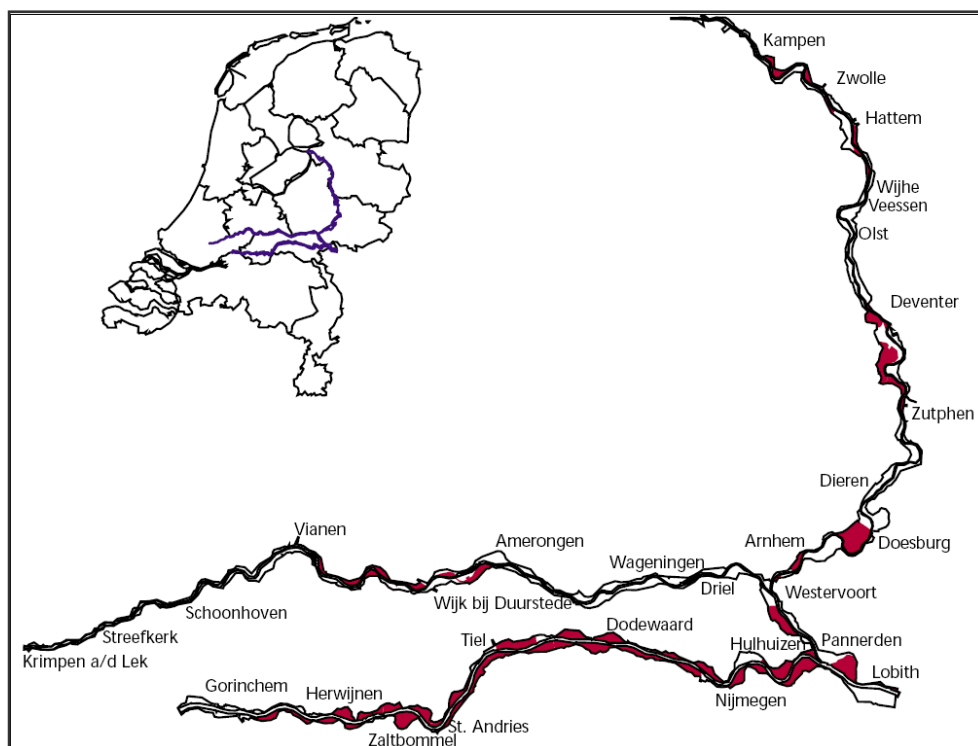 Kampen
Zwolle
Hattem
Wijhe
Veessen
Olst
Deventer
Zutphen
Dieren
Vianen
Amerongen
Arnhem
Doesburg
Wageningen
Driel
Westervoort
Schoonhoven
Wijk bij Duurstede
Streefkerk
Krimpen a/d Lek
Tiel
Dodewaard
Hulhuizen
Pannerden
Lobith
Gorinchem
Herwijnen
Nijmegen
St. Andries
Zaltbommel